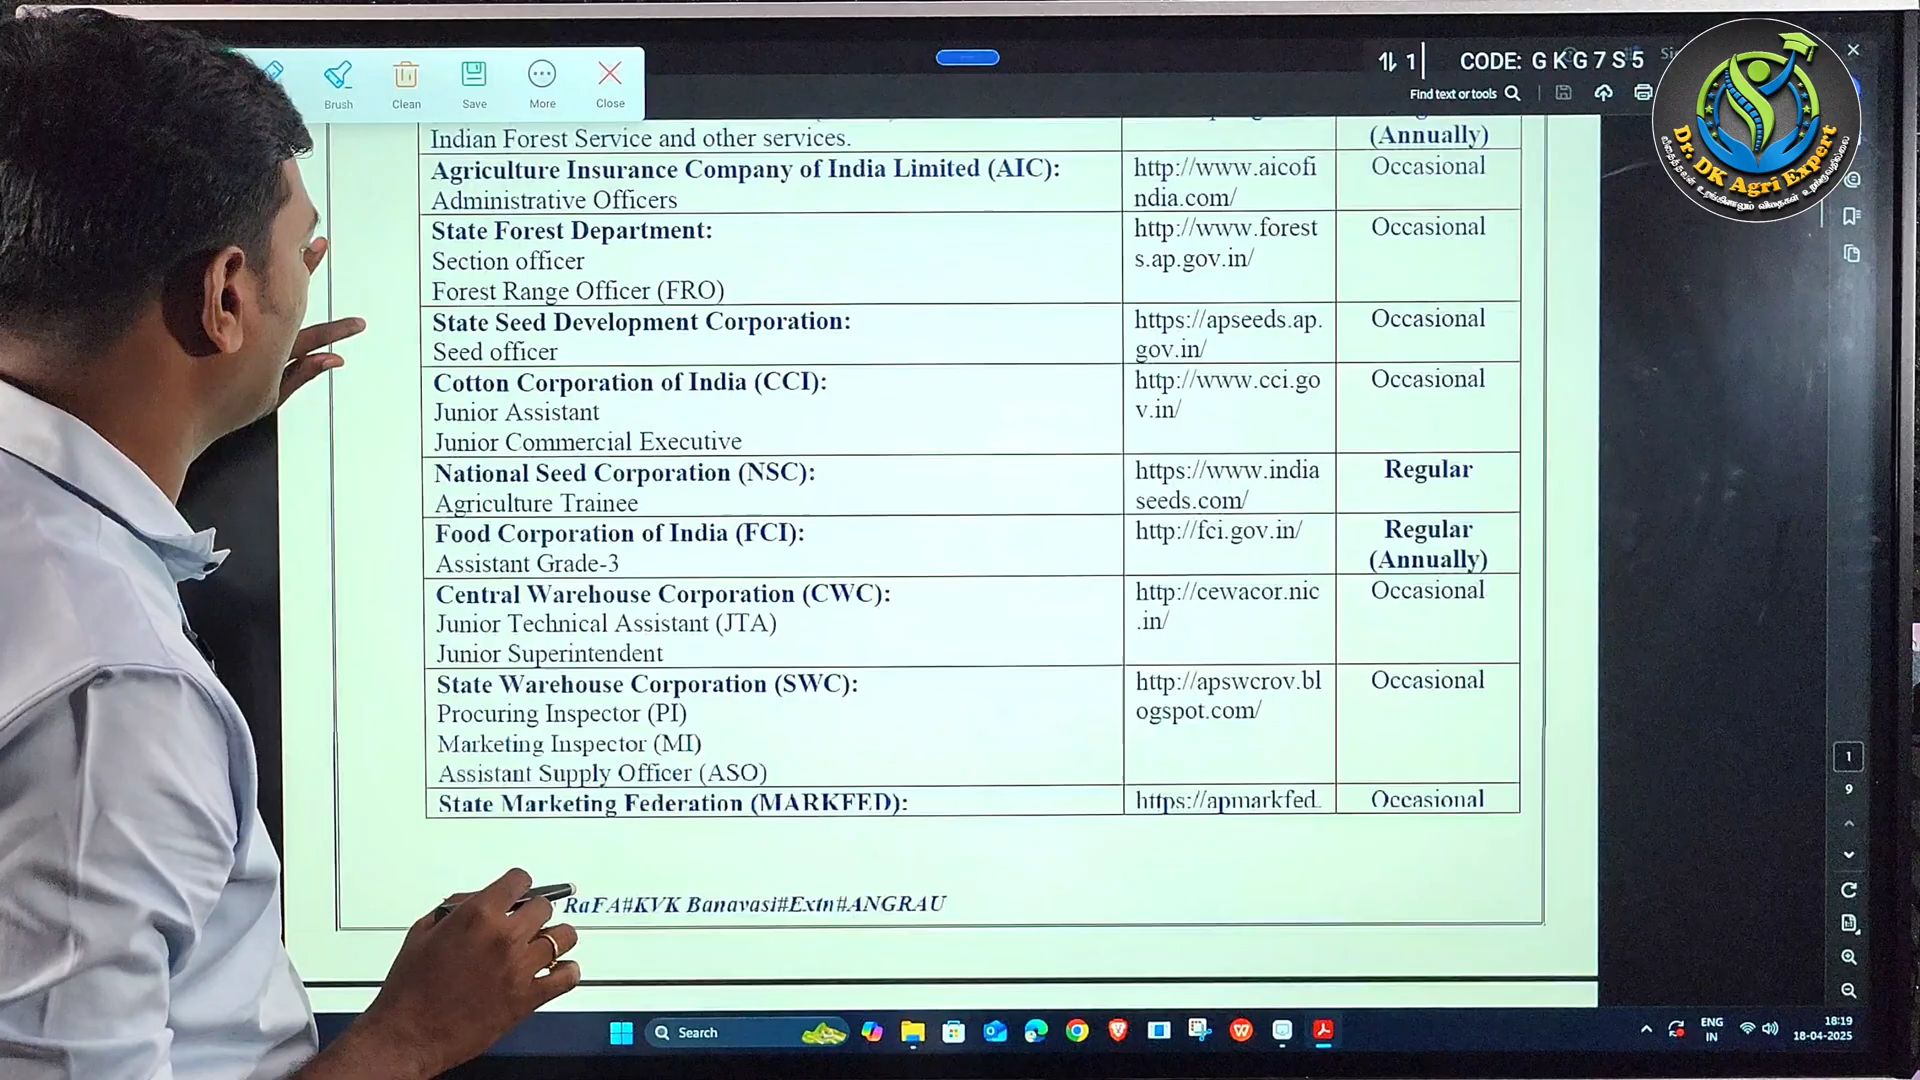 Brush
Clean
Save
More
Close
1
CODE: G K G 7 S 5
Find text or tools
Dr. DK Agri Expert
Indian Forest Service and other services.
(Annually)
Agriculture Insurance Company of India Limited (AIC):
Administrative Officers
http://www.aicofi
ndia.com/
Occasional
State Forest Department:
Section officer
Forest Range Officer (FRO)
http://www.forest
s.ap.gov.in/
Occasional
State Seed Development Corporation:
Seed officer
https://apseeds.ap.
gov.in/
Occasional
Cotton Corporation of India (CCI):
Junior Assistant
Junior Commercial Executive
http://www.cci.go
v.in/
Occasional
National Seed Corporation (NSC):
Agriculture Trainee
https://www.india
seeds.com/
Regular
Food Corporation of India (FCI):
Assistant Grade-3
http://fci.gov.in/
Regular
(Annually)
Central Warehouse Corporation (CWC):
Junior Technical Assistant (JTA)
Junior Superintendent
http://cewacor.nic
.in/
Occasional
State Warehouse Corporation (SWC):
Procuring Inspector (PI)
Marketing Inspector (MI)
Assistant Supply Officer (ASO)
http://apswcrov.bl
ogspot.com/
Occasional
State Marketing Federation (MARKFED):
https://apmarkfed.
Occasional
RaFA#KVK Banavasi#Extn#ANGRAU
1
9
Search
ENG
IN
18:19
18-04-2025